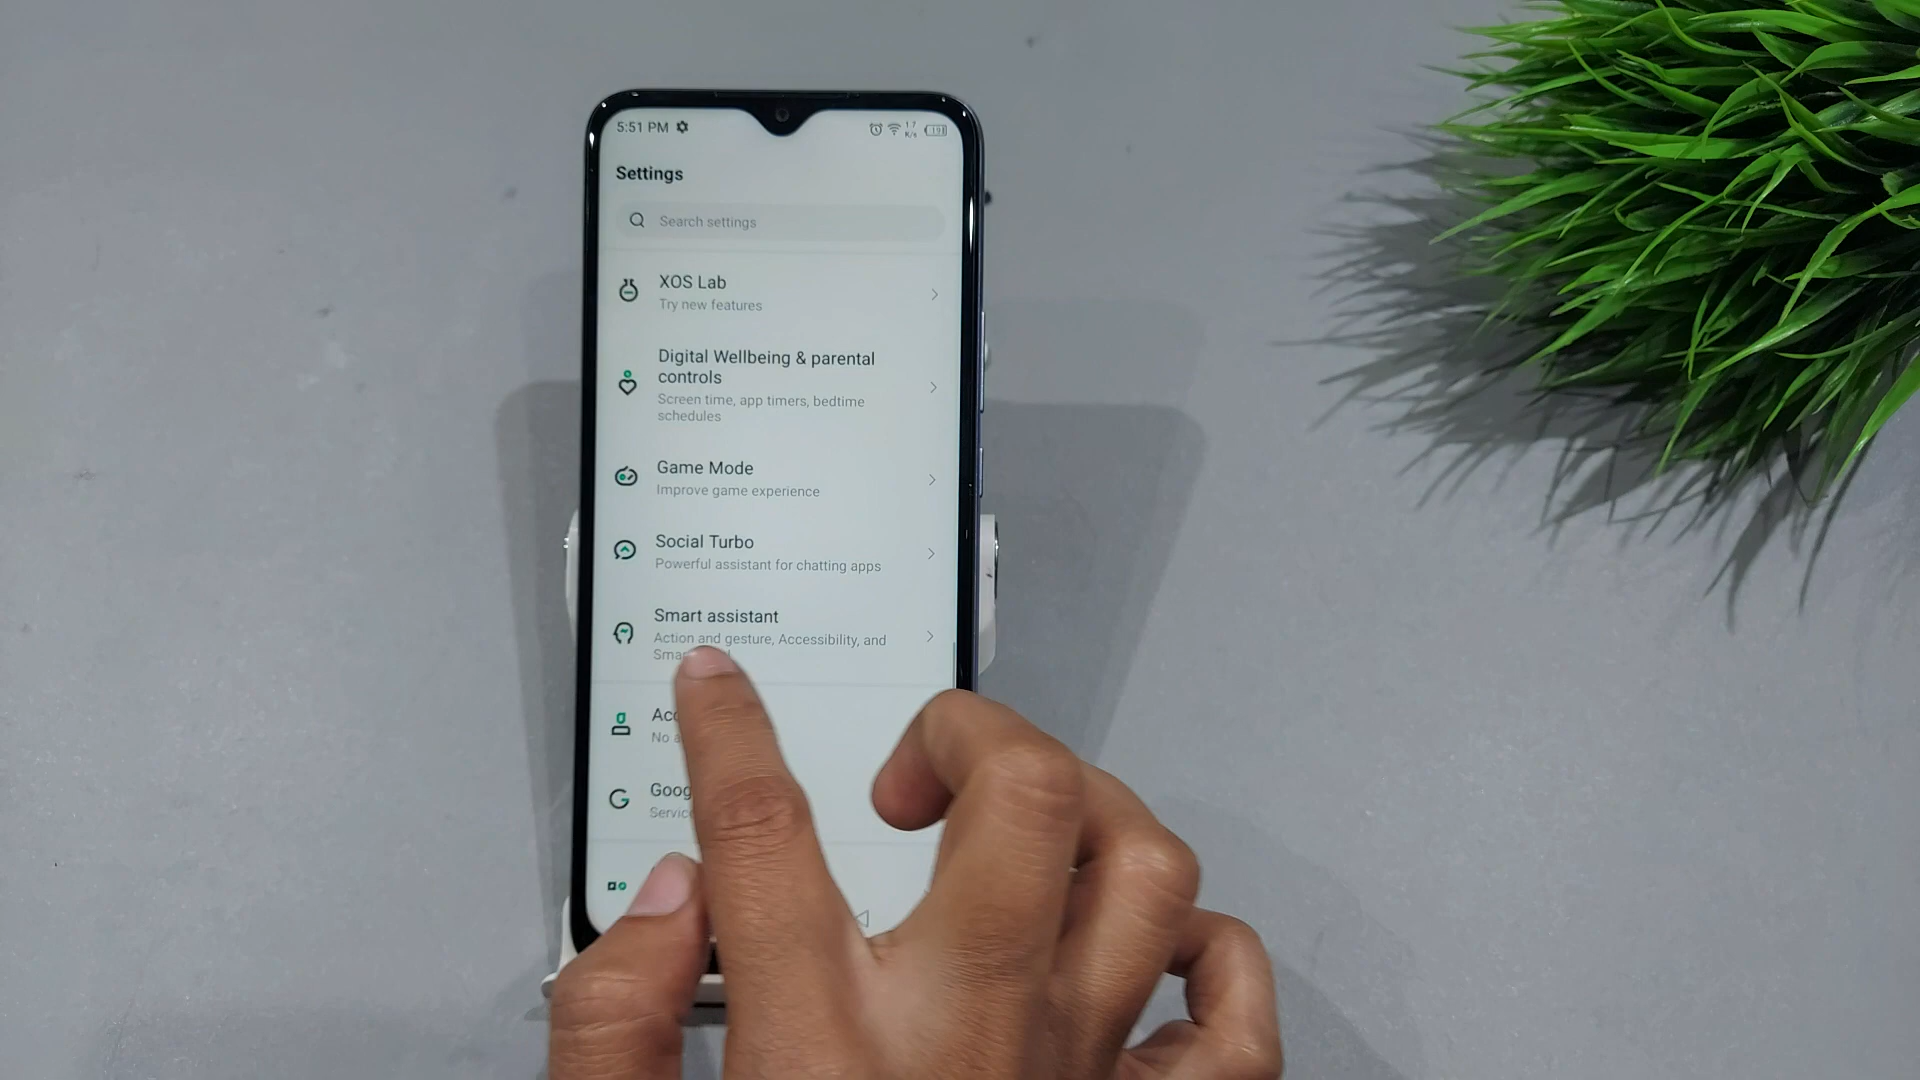 5:51 PM
1.7
K/s
Settings
Search settings
XOS Lab
Try new features
Digital Wellbeing & parental
controls
Screen time, app timers, bedtime
schedules
Game Mode
Improve game experience
Social Turbo
Powerful assistant for chatting apps
Smart assistant
Action and gesture, Accessibility, and